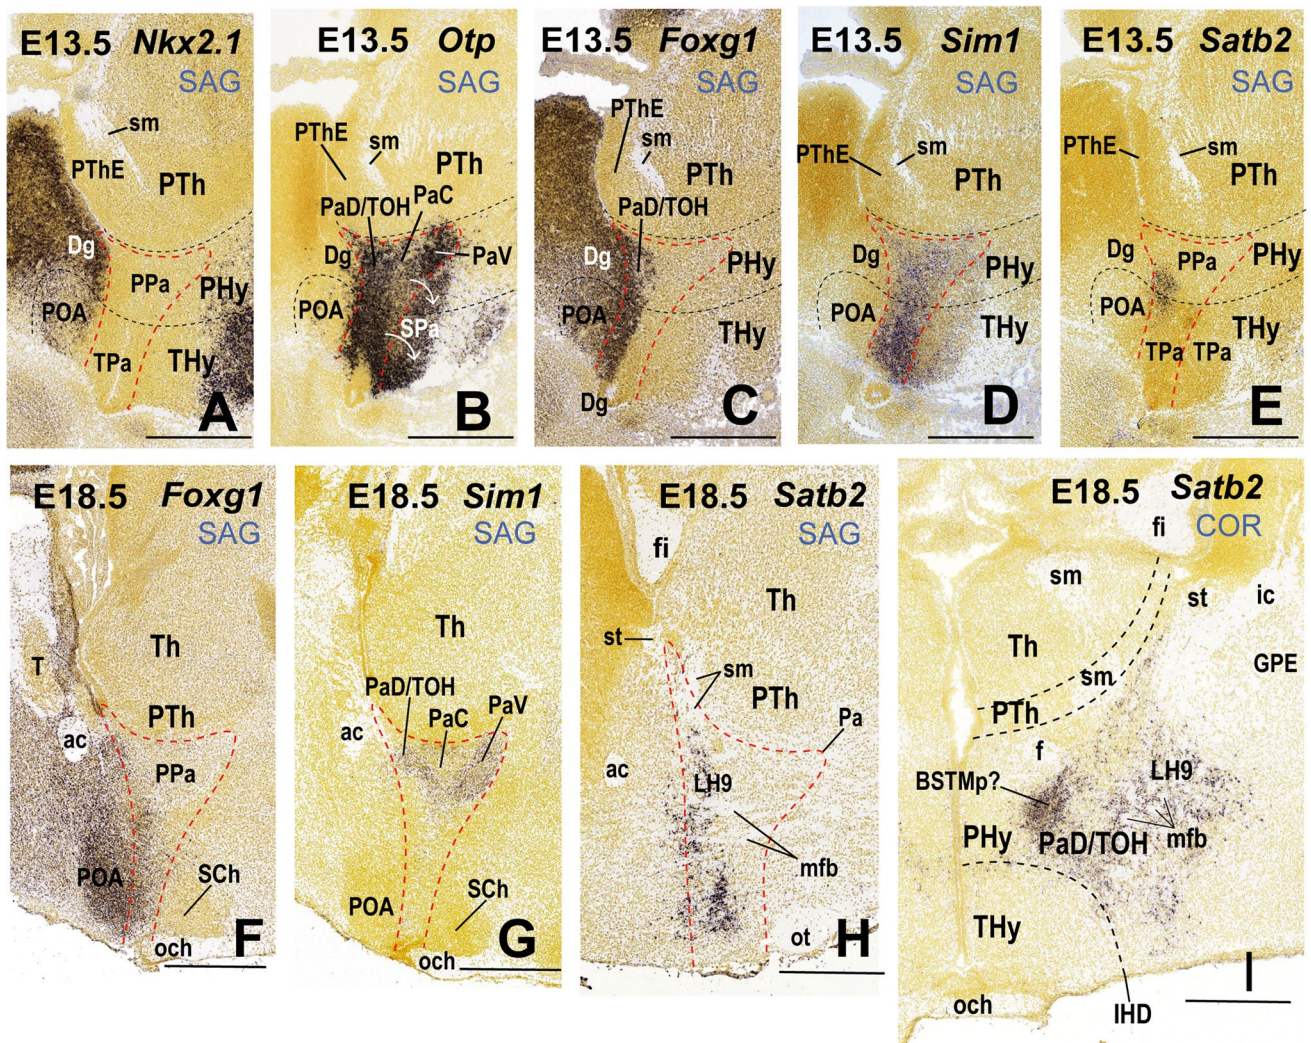 E13.5 Nkx2.1
SAG
sm
PThE
PTh
Dg
PPa
PHy
POA
TPa
THy
A
E13.5 Otp
SAG
PThE
sm
PTh
PaD/TOH
PaC
Dg
PaV
POA
SPa
B
E13.5 Foxg1
SAG
PThE
sm
PTh
PaD/TOH
Dg
PHy
POA
THy
Dg
C
E13.5 Sim1
SAG
PThE
sm
PTh
Dg
PHy
POA
THy
D
E13.5 Satb2
SAG
PThE
sm
PTh
Dg
PPa
PHy
POA
THy
TPa
TPa
E
E18.5 Foxg1
SAG
Th
T
PTh
ac
PPa
POA
SCh
och
F
E18.5 Sim1
SAG
Th
PaD/TOH
PaC
PaV
ac
POA
SCh
och
G
E18.5 Satb2
SAG
fi
Th
st
sm
PTh
Pa
ac
LH9
mfb
ot
H
E18.5 Satb2
COR
fi
sm
st
ic
Th
GPE
sm
PTh
f
BSTMp?
LH9
PHy
PaD/TOH
mfb
THy
och
IHD
I